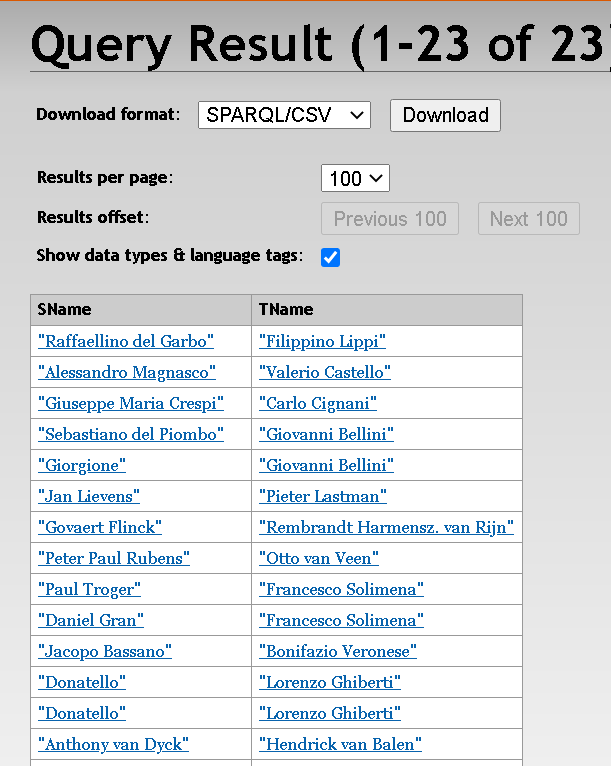 Query Result (1-23 of 23)
Download format: SPARQL/CSV Download
Results per page: 100
Results offset: Previous 100 Next 100
Show data types & language tags:
SName TName
"Raffaellino del Garbo" "Filippino Lippi"
"Alessandro Magnasco" "Valerio Castello"
"Giuseppe Maria Crespi" "Carlo Cignani"
"Sebastiano del Piombo" "Giovanni Bellini"
"Giorgione" "Giovanni Bellini"
"Jan Lievens" "Pieter Lastman"
"Govaert Flinck" "Rembrandt Harmensz. van Rijn"
"Peter Paul Rubens" "Otto van Veen"
"Paul Troger" "Francesco Solimena"
"Daniel Gran" "Francesco Solimena"
"Jacopo Bassano" "Bonifazio Veronese"
"Donatello" "Lorenzo Ghiberti"
"Donatello" "Lorenzo Ghiberti"
"Anthony van Dyck" "Hendrick van Balen"